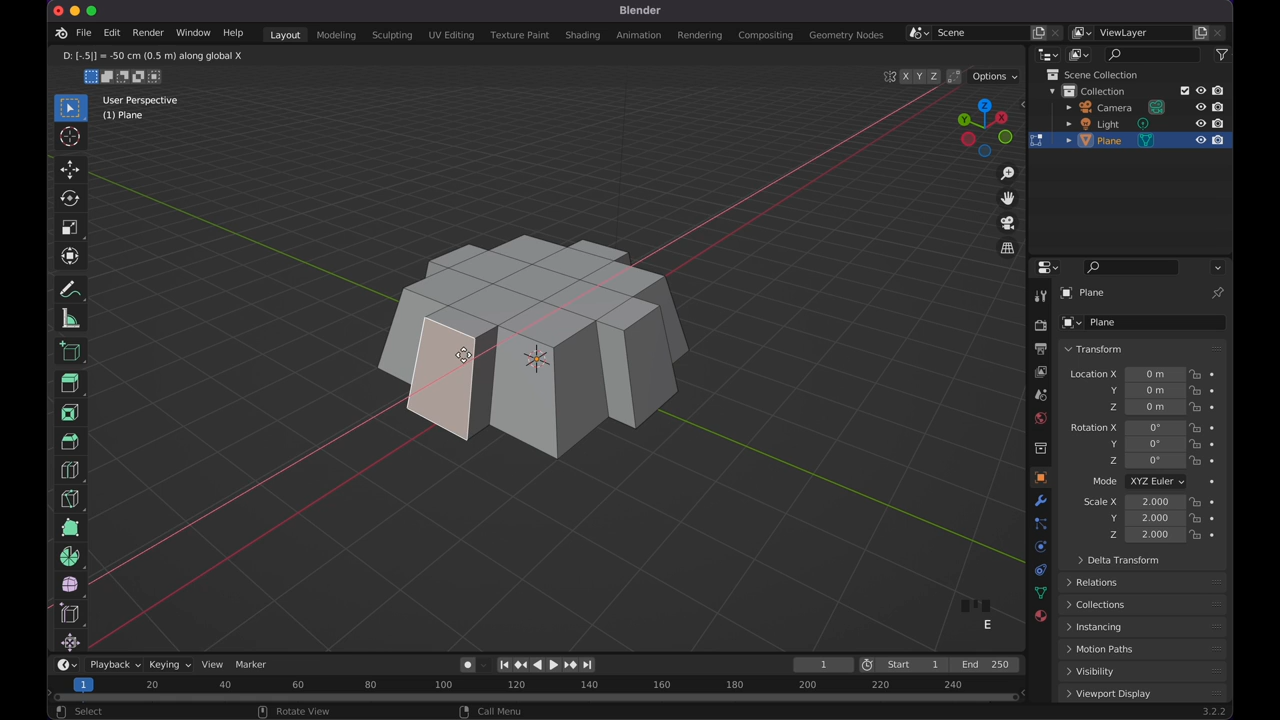 Blender
File Edit Render Window Help
Layout Modeling Sculpting UV Editing Texture Paint Shading Animation Rendering Compositing Geometry Nodes
Scene
ViewLayer
D: [-.5|] = -50 cm (0.5 m) along global X
X Y Z
Options
User Perspective
(1) Plane
X
Y
Z
E
Scene Collection
Collection
Camera
Light
Plane
Plane
Plane
Transform
Location X 0 m
Y 0 m
Z 0 m
Rotation X 0°
Y 0°
Z 0°
Mode XYZ Euler
Scale X 2.000
Y 2.000
Z 2.000
Delta Transform
Relations
Collections
Instancing
Motion Paths
Visibility
Viewport Display
Playback Keying View Marker
1
Start 1
End 250
1 20 40 60 80 100 120 140 160 180 200 220 240
Select Rotate View Call Menu
3.2.2